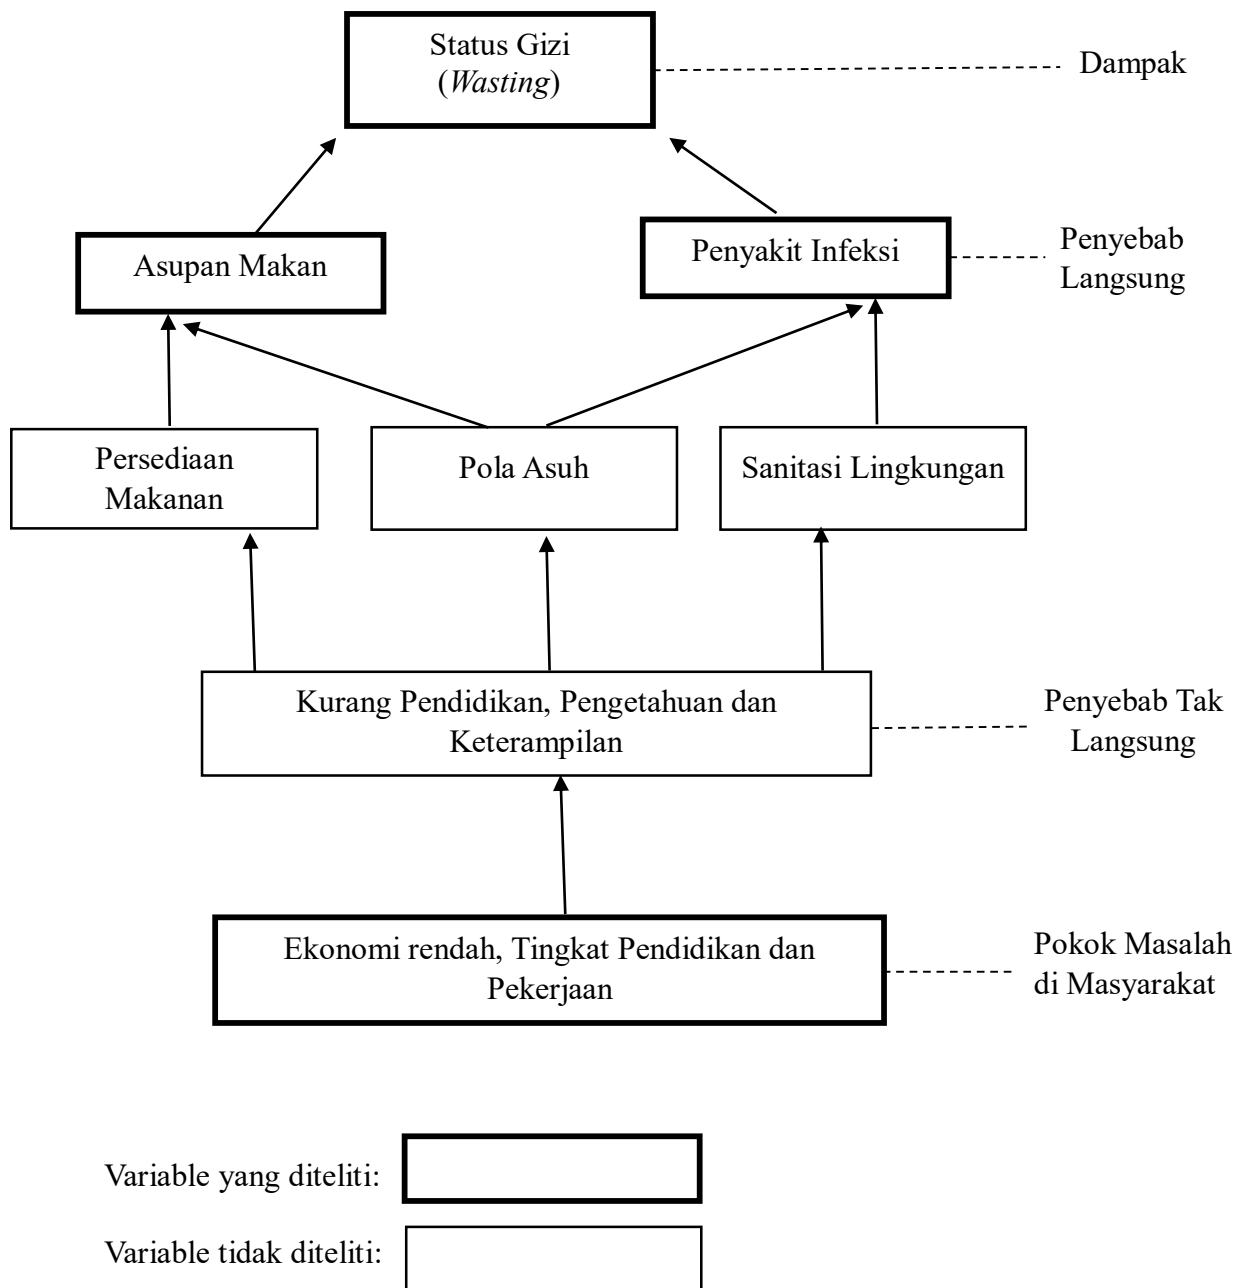 Status Gizi
(Wasting)
Dampak
Asupan Makan
Penyakit Infeksi
Penyebab
Langsung
Persediaan
Makanan
Pola Asuh
Sanitasi Lingkungan
Kurang Pendidikan, Pengetahuan dan
Keterampilan
Penyebab Tak
Langsung
Ekonomi rendah, Tingkat Pendidikan dan
Pekerjaan
Pokok Masalah
di Masyarakat
Variable yang diteliti:
Variable tidak diteliti: